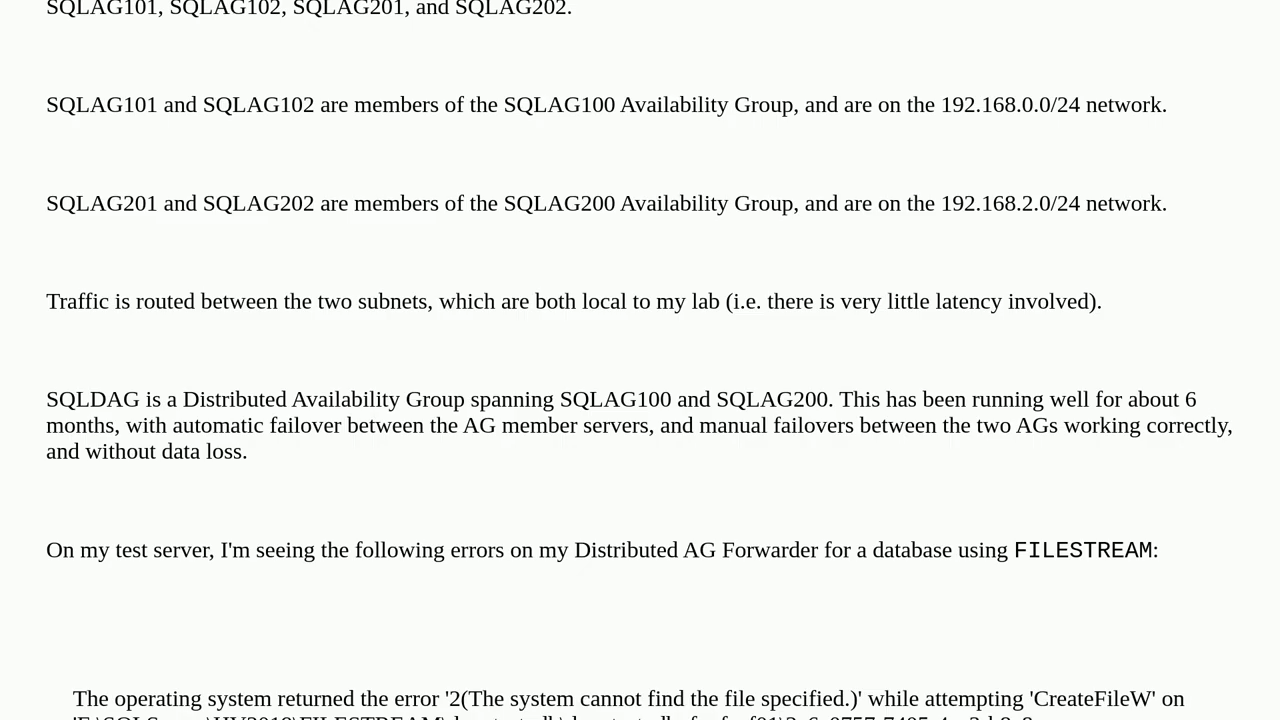 SQLAG101, SQLAG102, SQLAG201, and SQLAG202.
SQLAG101 and SQLAG102 are members of the SQLAG100 Availability Group, and are on the 192.168.0.0/24 network.
SQLAG201 and SQLAG202 are members of the SQLAG200 Availability Group, and are on the 192.168.2.0/24 network.
Traffic is routed between the two subnets, which are both local to my lab (i.e. there is very little latency involved).
SQLDAG is a Distributed Availability Group spanning SQLAG100 and SQLAG200. This has been running well for about 6
months, with automatic failover between the AG member servers, and manual failovers between the two AGs working correctly,
and without data loss.
On my test server, I'm seeing the following errors on my Distributed AG Forwarder for a database using FILESTREAM:
The operating system returned the error '2(The system cannot find the file specified.)' while attempting 'CreateFileW' on